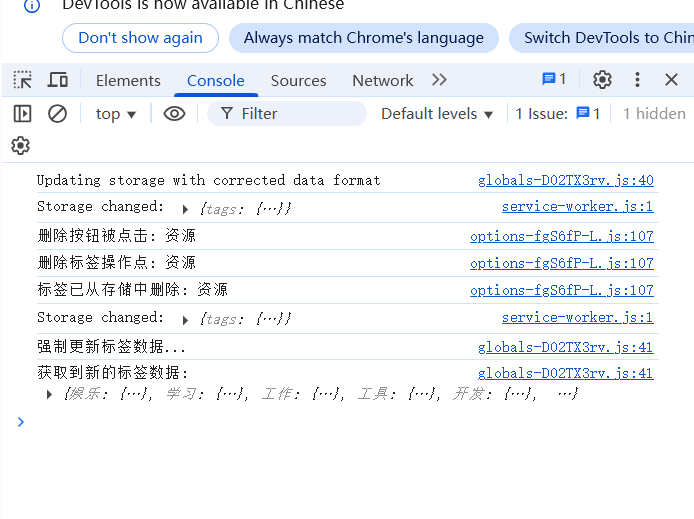 DevTools is now available in Chinese
Don't show again
Always match Chrome's language
Switch DevTools to Chin
Elements
Console
Sources
Network
1
top
Filter
Default levels
1 Issue:
1
1 hidden
Updating storage with corrected data format globals-D02TX3rv.js:40
Storage changed: {tags: {…}} service-worker.js:1
删除按钮被点击: 资源 options-fgS6fP-L.js:107
删除标签操作点: 资源 options-fgS6fP-L.js:107
标签已从存储中删除: 资源 options-fgS6fP-L.js:107
Storage changed: {tags: {…}} service-worker.js:1
强制更新标签数据... globals-D02TX3rv.js:41
获取到新的标签数据: globals-D02TX3rv.js:41
{娱乐: {…}, 学习: {…}, 工作: {…}, 工具: {…}, 开发: {…}, …}